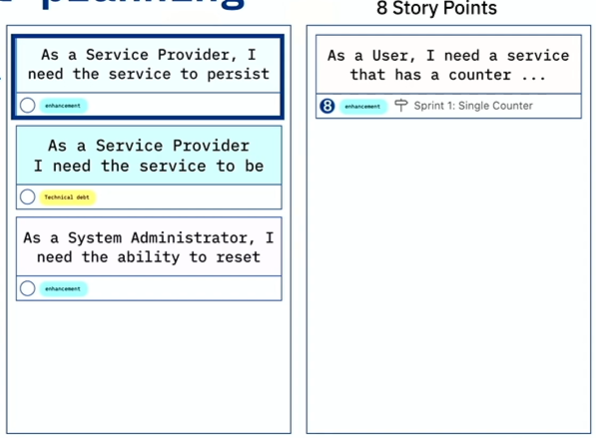 planning
8 Story Points
As a Service Provider, I
need the service to persist
enhancement
As a Service Provider
I need the service to be
Technical debt
As a System Administrator, I
need the ability to reset
enhancement
As a User, I need a service
that has a counter ...
8 enhancement Sprint 1: Single Counter